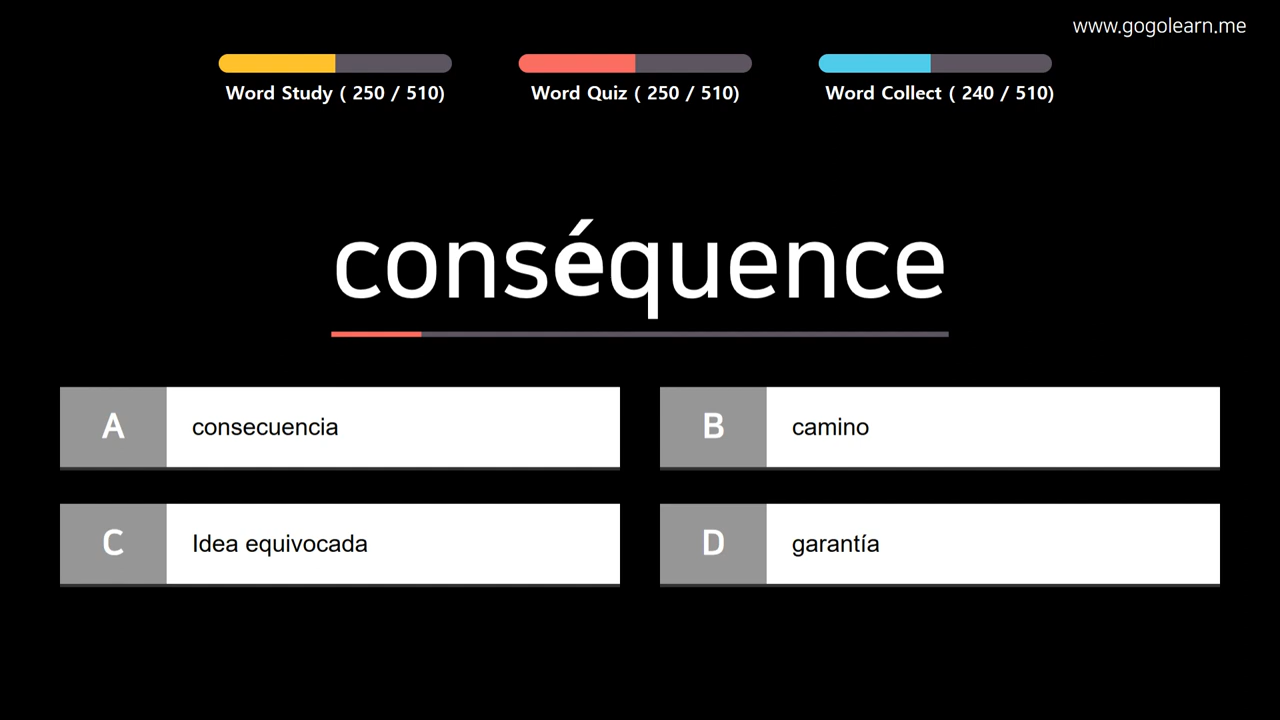 www.gogolearn.me
Word Study ( 250 / 510)
Word Quiz ( 250 / 510)
Word Collect ( 240 / 510)
conséquence
A
consecuencia
B
camino
C
Idea equivocada
D
garantía